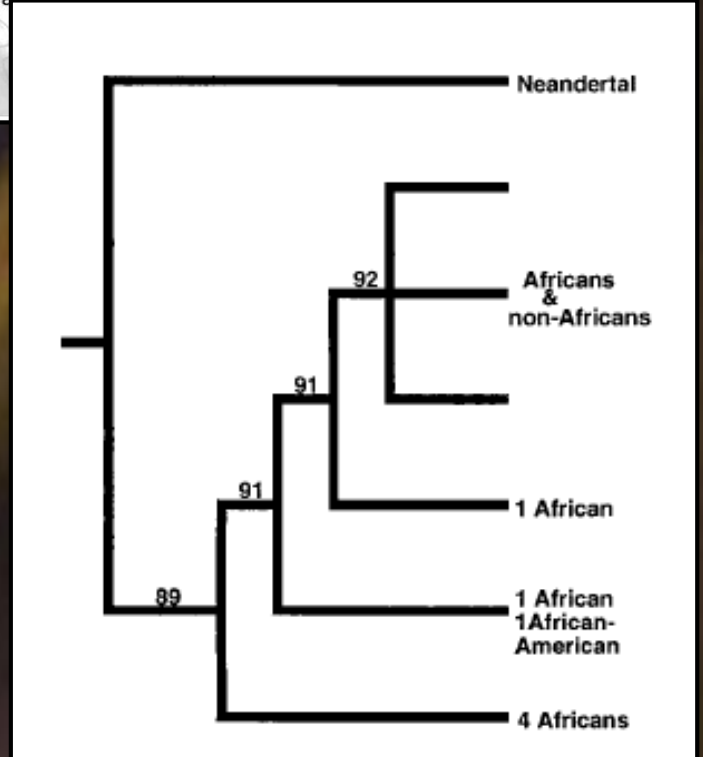 Neandertal
92
Africans
&
non-Africans
91
91
1 African
89
1 African
1African-
American
4 Africans